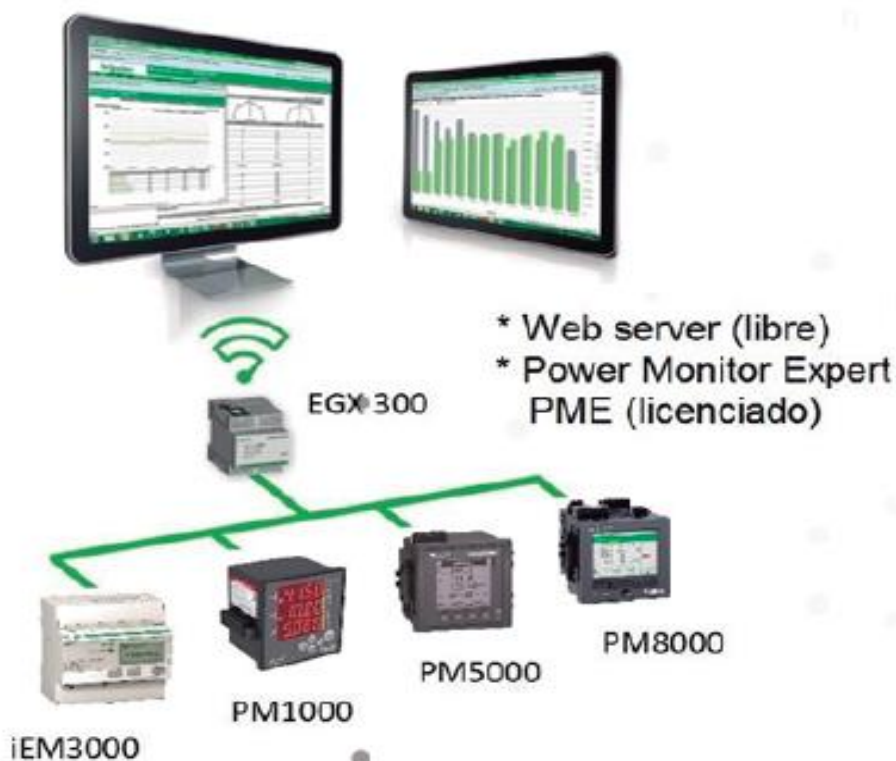 * Web server (libre)
* Power Monitor Expert
PME (licenciado)
EGX 300
PM8000
PM5000
PM1000
iEM3000